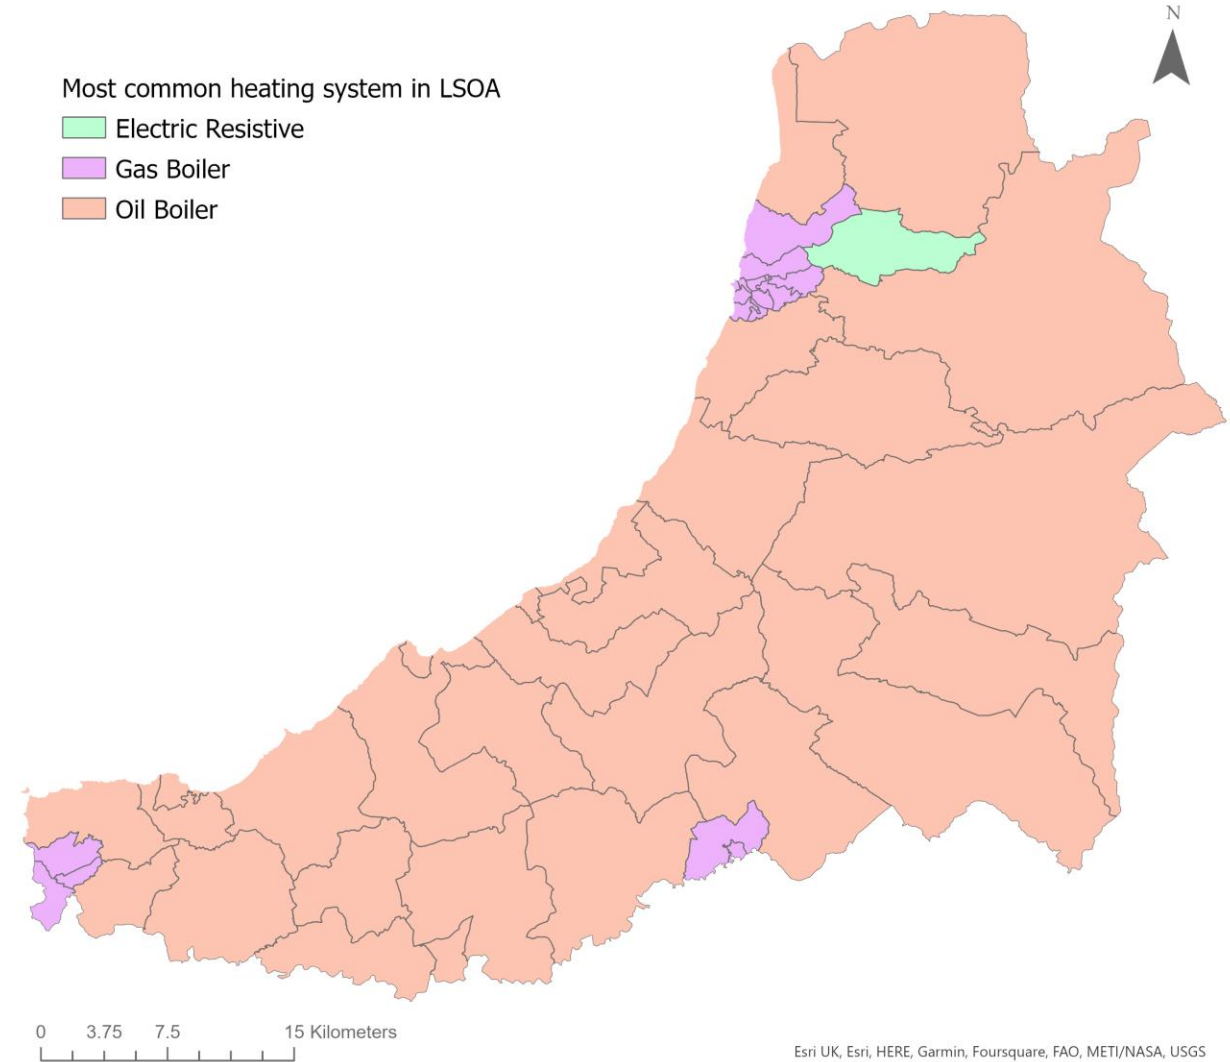 N
Most common heating system in LSOA
Electric Resistive
Gas Boiler
Oil Boiler
0 3.75 7.5 15 Kilometers
Esri UK, Esri, HERE, Garmin, Foursquare, FAO, METI/NASA, USGS